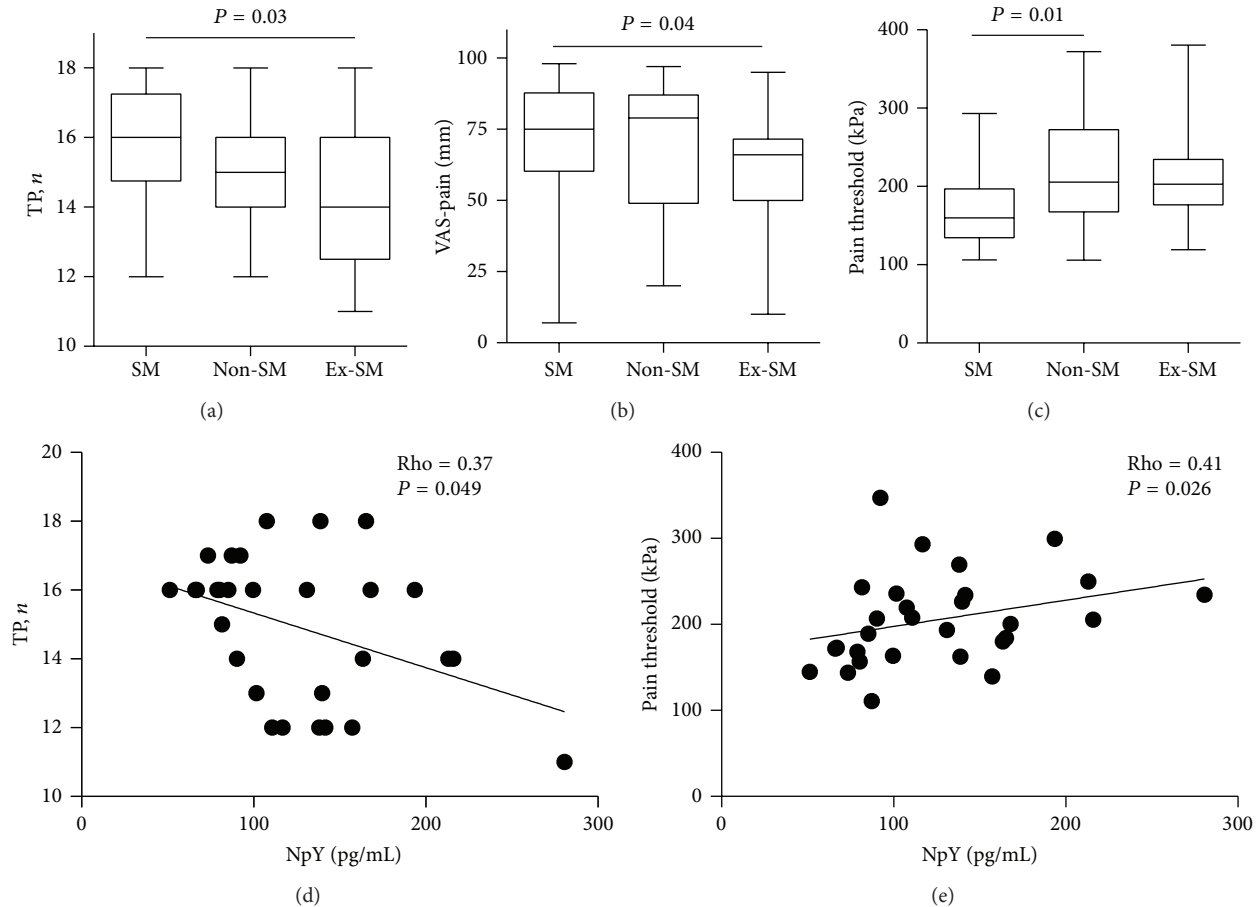 P = 0.03
18
16
14
12
10
TP, n
SM Non-SM Ex-SM
(a)
P = 0.04
100
75
50
25
0
VAS-pain (mm)
SM Non-SM Ex-SM
(b)
P = 0.01
400
300
200
100
0
Pain threshold (kPa)
SM Non-SM Ex-SM
(c)
20
18
16
14
12
10
TP, n
Rho = 0.37
P = 0.049
0 100 200 300
NpY (pg/mL)
(d)
400
300
200
100
0
Pain threshold (kPa)
Rho = 0.41
P = 0.026
0 100 200 300
NpY (pg/mL)
(e)